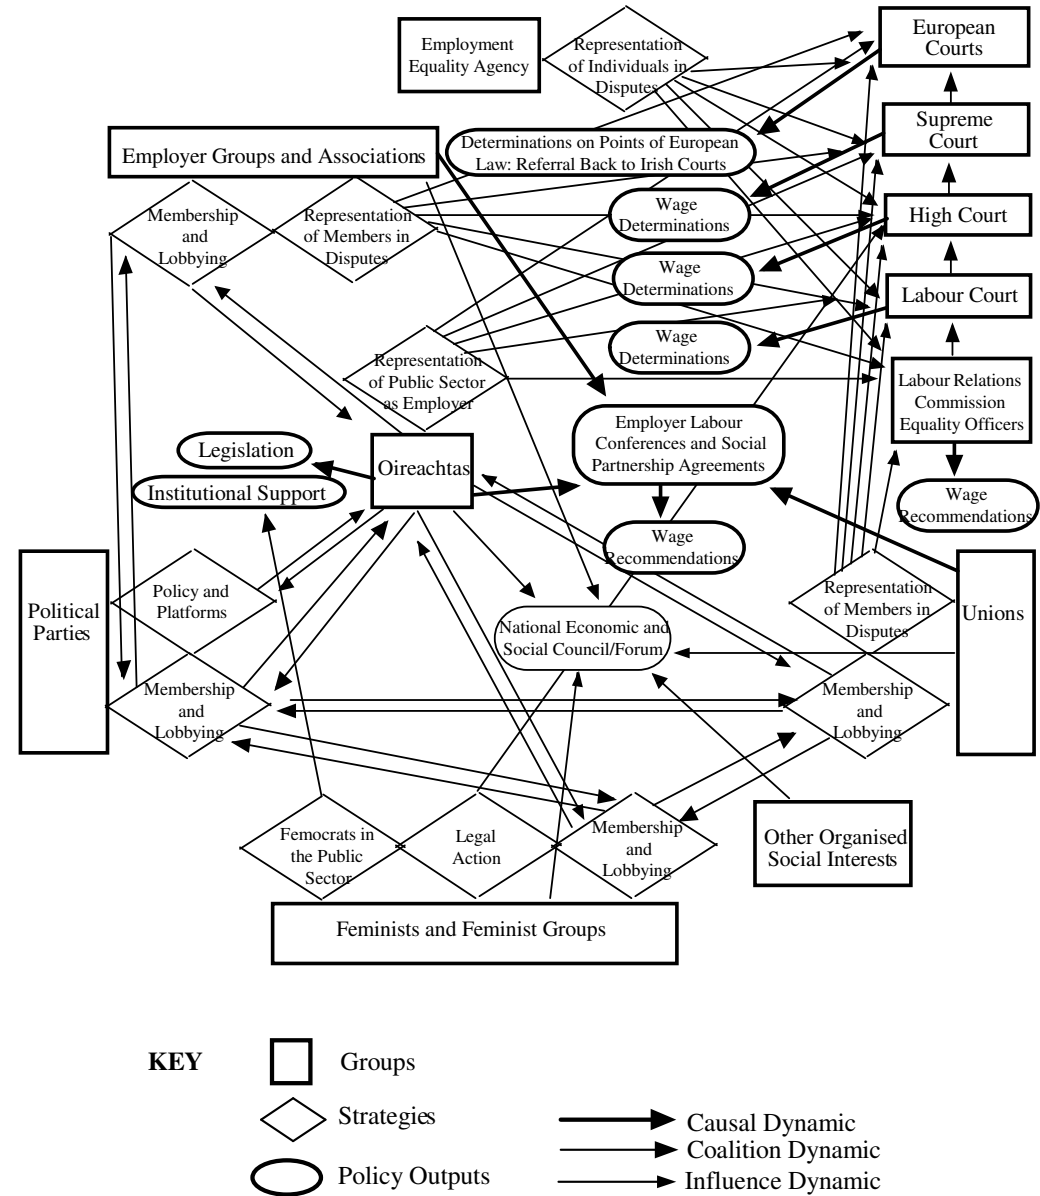 European
Courts
Employment
Equality Agency
Representation
of Individuals in
Disputes
Supreme
Court
Employer Groups and Associations
Determinations on Points of European
Law: Referral Back to Irish Courts
Membership
and
Lobbying
Representation
of Members in
Disputes
Wage
Determinations
High Court
Wage
Determinations
Labour Court
Wage
Determinations
Representation
of Public Sector
as Employer
Labour Relations
Commission
Equality Officers
Employer Labour
Conferences and Social
Partnership Agreements
Legislation
Oireachtas
Institutional Support
Wage
Recommendations
Wage
Recommendations
Political
Parties
Policy and
Platforms
National Economic and
Social Council/Forum
Representation
of Members in
Disputes
Unions
Membership
and
Lobbying
Membership
and
Lobbying
Femocrats in
the Public
Sector
Legal
Action
Membership
and
Lobbying
Other Organised
Social Interests
Feminists and Feminist Groups
KEY
Groups
Strategies
Policy Outputs
Causal Dynamic
Coalition Dynamic
Influence Dynamic